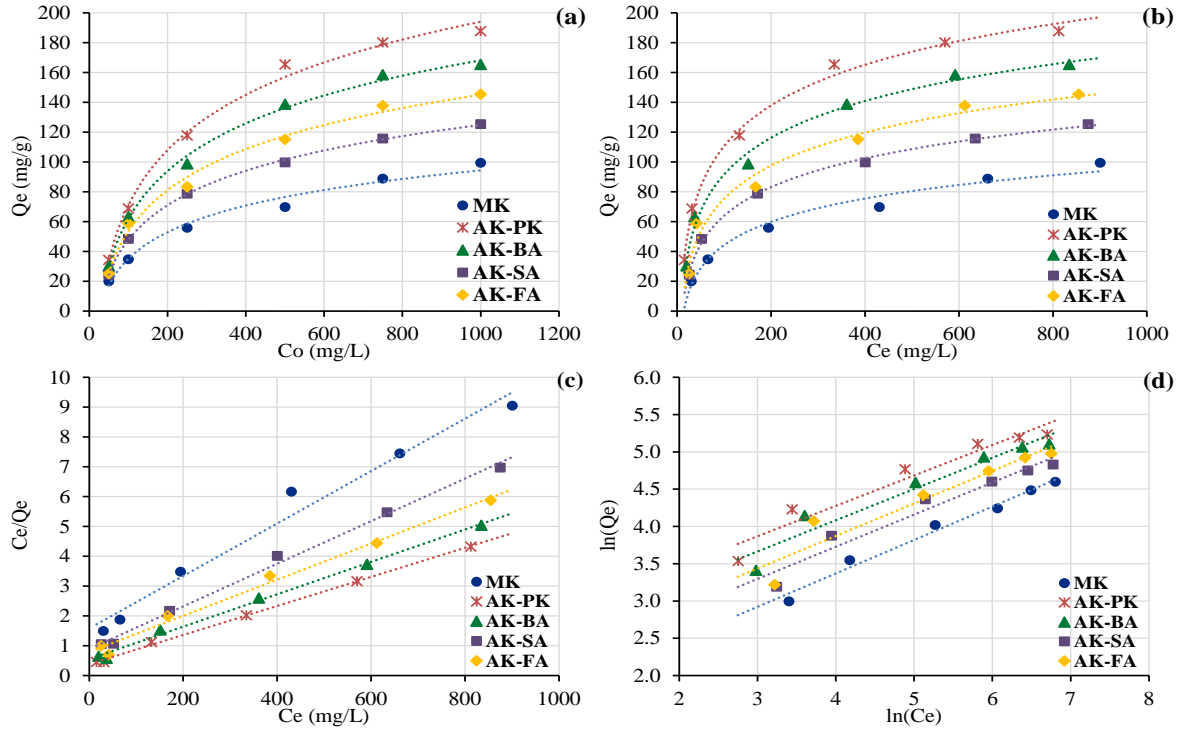 (a)
Qe (mg/g)
200
180
160
140
120
100
80
60
40
20
0
MK
AK-PK
AK-BA
AK-SA
AK-FA
0 200 400 600 800 1000 1200
Co (mg/L)
(b)
Qe (mg/g)
200
180
160
140
120
100
80
60
40
20
0
MK
AK-PK
AK-BA
AK-SA
AK-FA
0 200 400 600 800 1000
Ce (mg/L)
(c)
Ce/Qe
10
9
8
7
6
5
4
3
2
1
0
MK
AK-PK
AK-BA
AK-SA
AK-FA
0 200 400 600 800 1000
Ce (mg/L)
(d)
ln(Qe)
6.0
5.5
5.0
4.5
4.0
3.5
3.0
2.5
2.0
MK
AK-PK
AK-BA
AK-SA
AK-FA
2 3 4 5 6 7 8
ln(Ce)